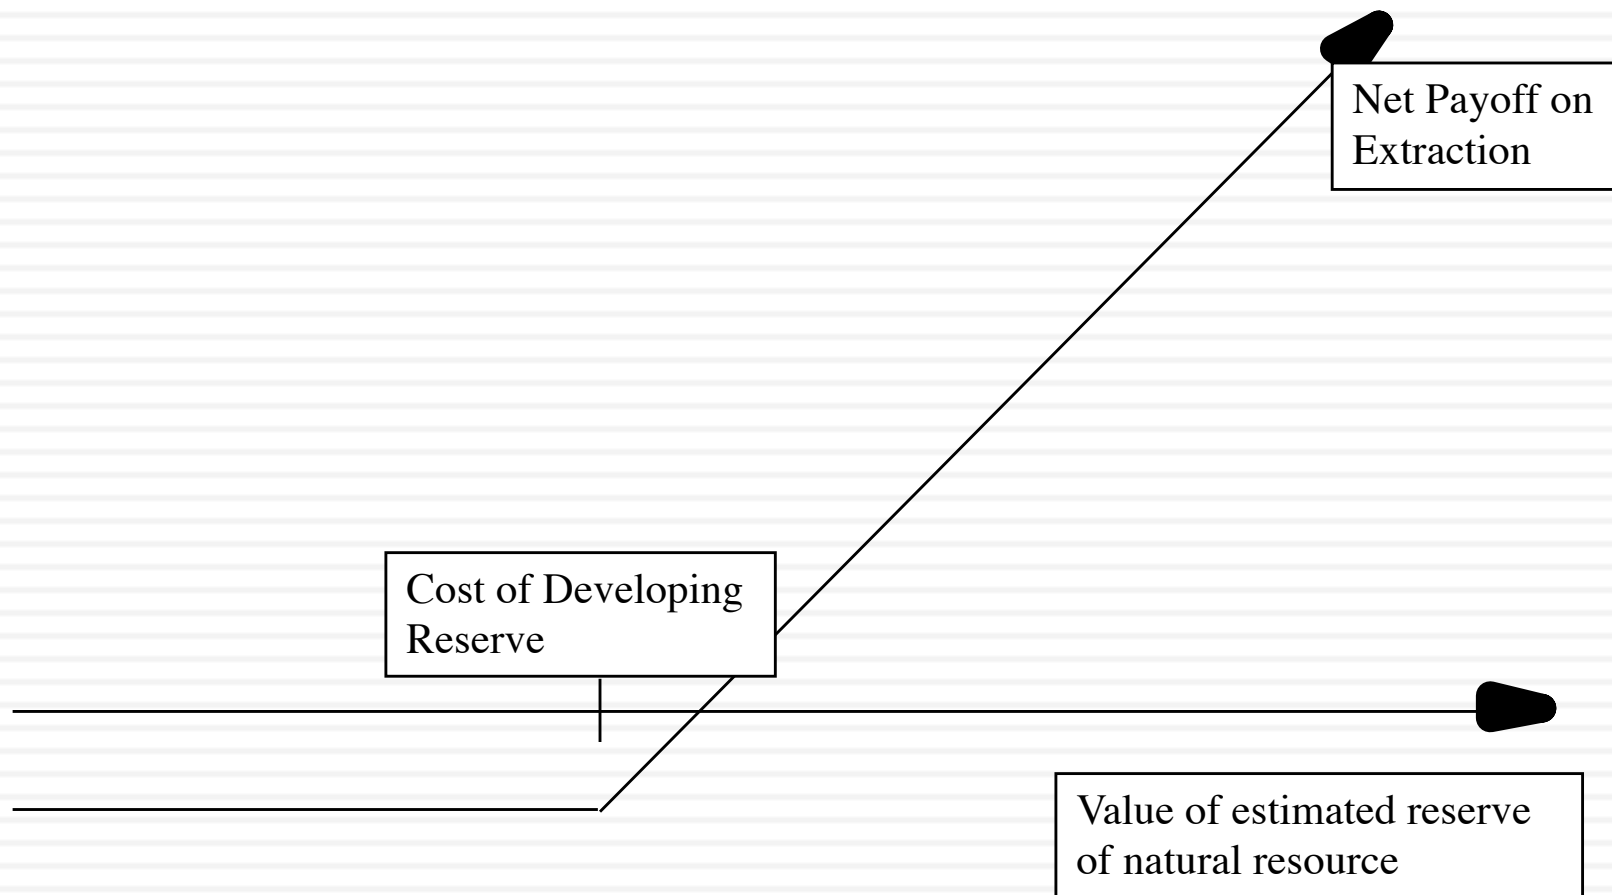 Net Payoff on
Extraction
Cost of Developing
Reserve
Value of estimated reserve
of natural resource